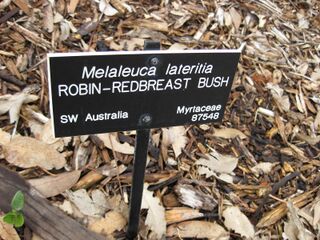 Melaleuca lateritia
ROBIN-REDBREAST BUSH
SW Australia Myrtaceae
87548